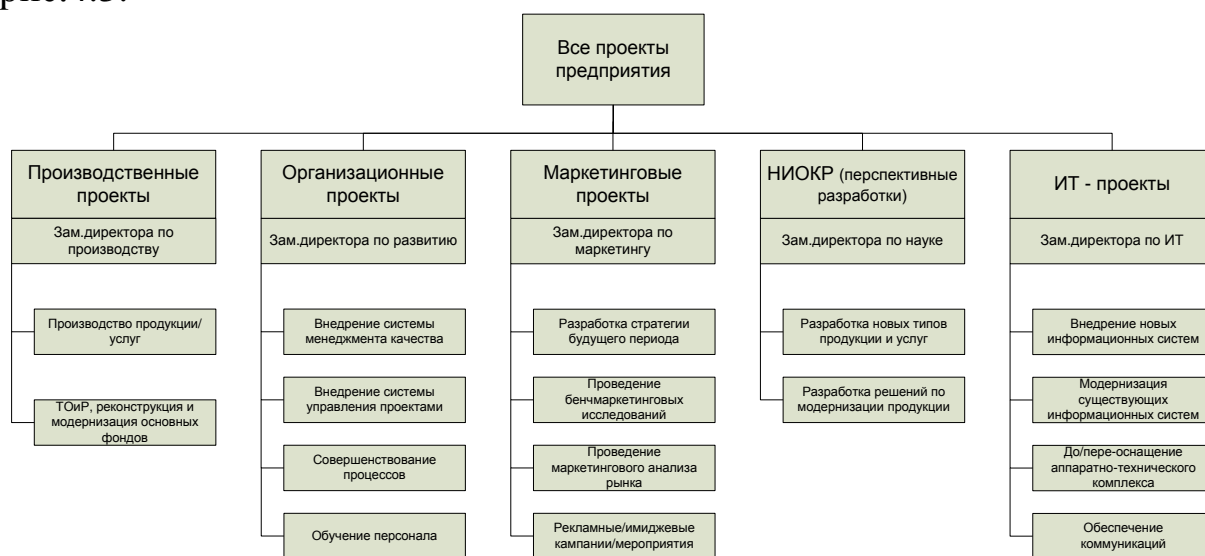 рис. 4.3.
Все проекты
предприятия
Производственные
проекты
Зам.директора по
производству
Производство продукции/
услуг
ТОиР, реконструкция и
модернизация основных
фондов
Организационные
проекты
Зам.директора по развитию
Внедрение системы
менеджмента качества
Внедрение системы
управления проектами
Совершенствование
процессов
Обучение персонала
Маркетинговые
проекты
Зам.директора по
маркетингу
Разработка стратегии
будущего периода
Проведение
бенчмаркетинговых
исследований
Проведение
маркетингового анализа
рынка
Рекламные/имиджевые
кампании/мероприятия
НИОКР (перспективные
разработки)
Зам.директора по науке
Разработка новых типов
продукции и услуг
Разработка решений по
модернизации продукции
ИТ - проекты
Зам.директора по ИТ
Внедрение новых
информационных систем
Модернизация
существующих
информационных систем
До/пере-оснащение
аппаратно-технического
комплекса
Обеспечение
коммуникаций